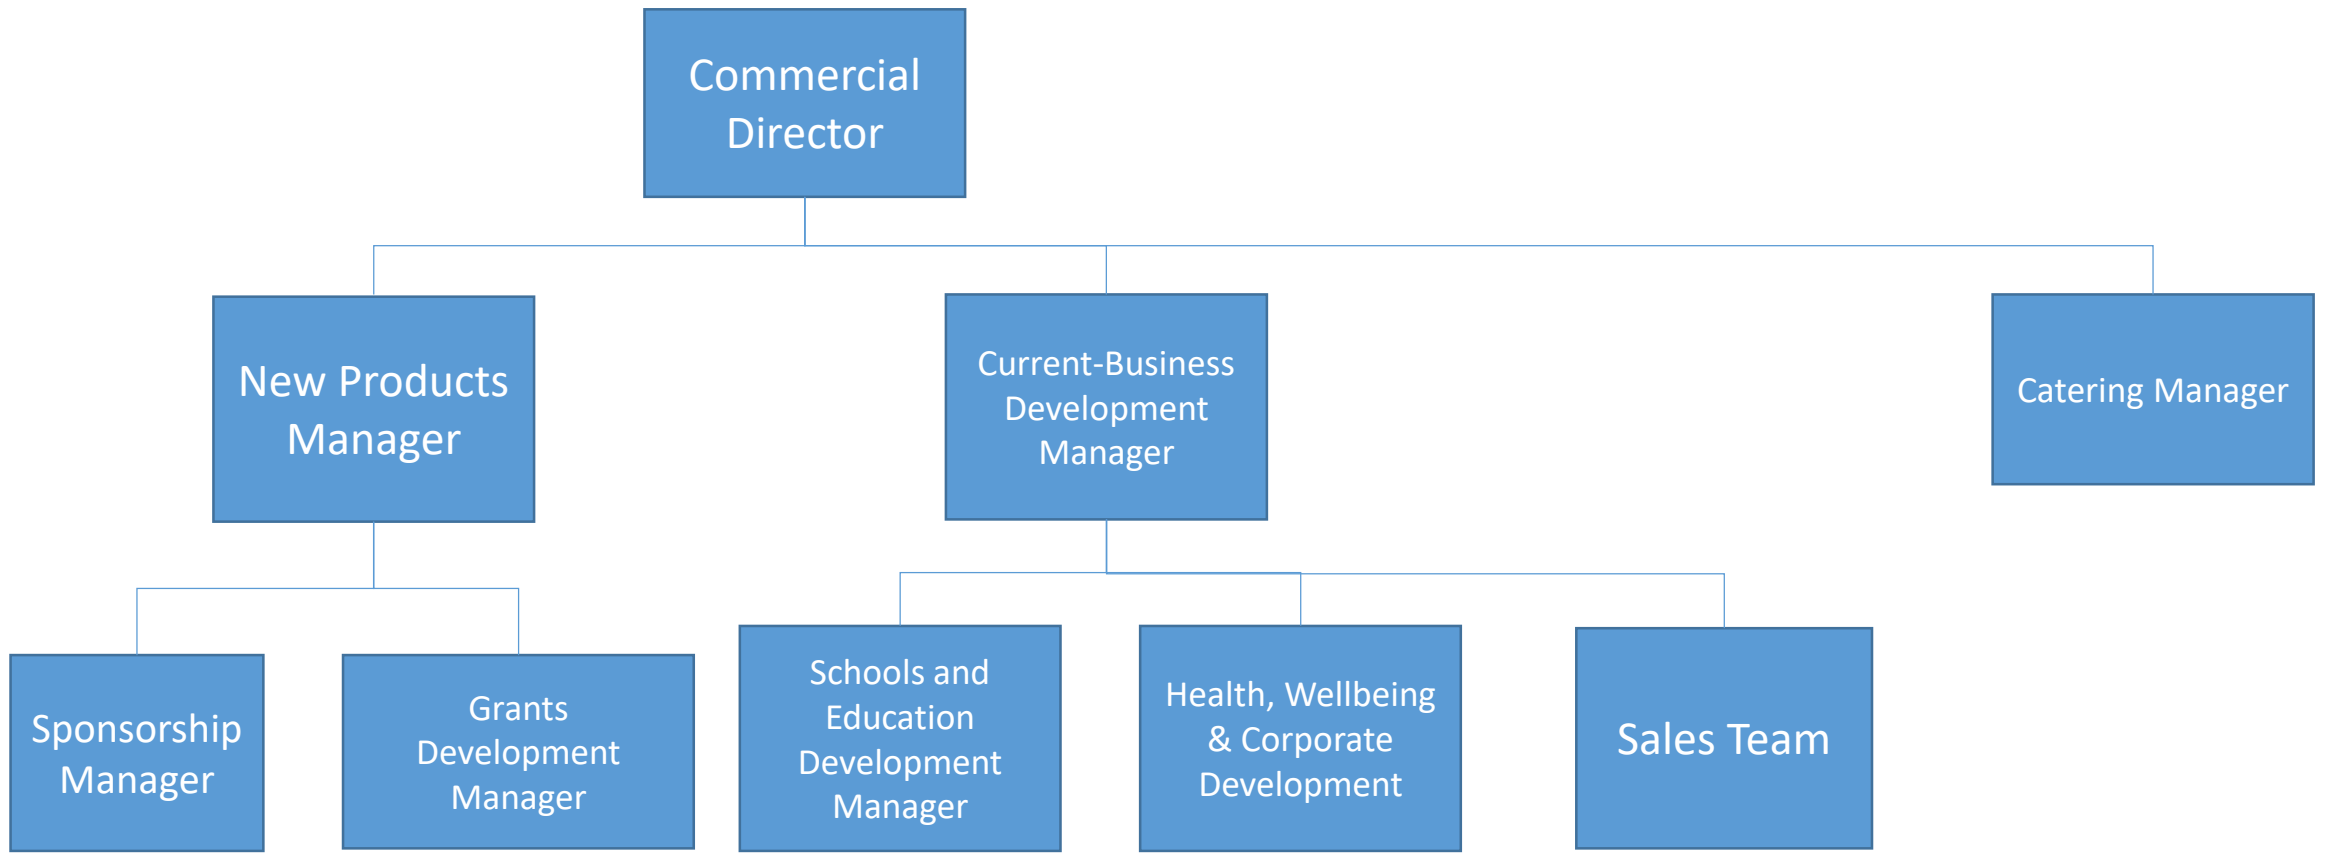 Commercial
Director
New Products
Manager
Current-Business
Development
Manager
Catering Manager
Sponsorship
Manager
Grants
Development
Manager
Schools and
Education
Development
Manager
Health, Wellbeing
& Corporate
Development
Sales Team